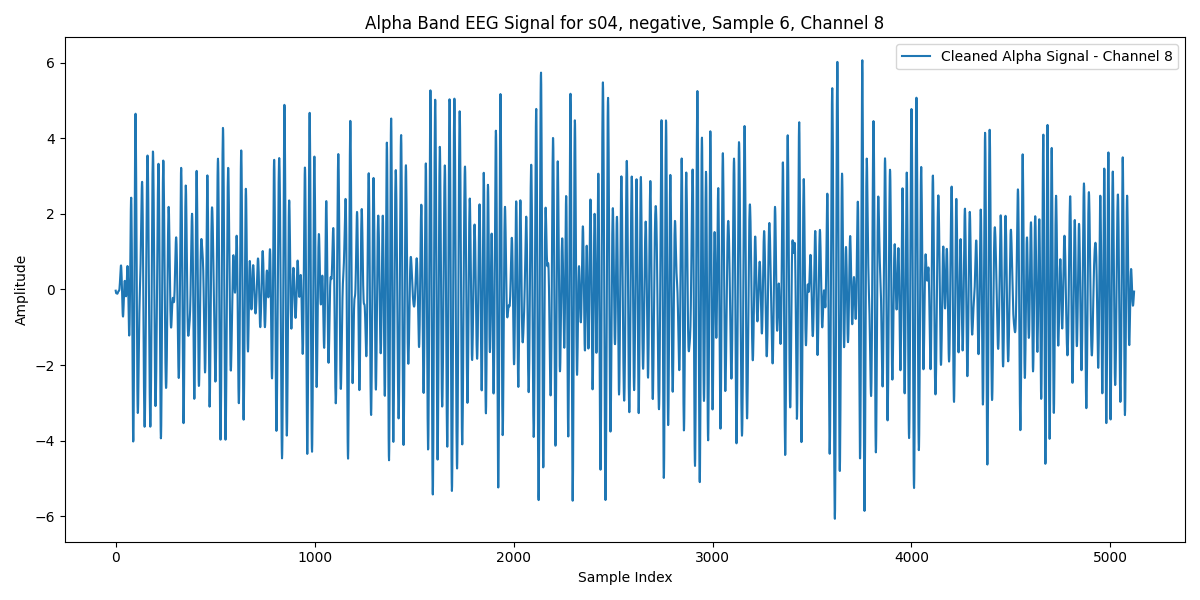 Alpha Band EEG Signal for s04, negative, Sample 6, Channel 8
Cleaned Alpha Signal - Channel 8
Amplitude
6
4
2
0
−2
−4
−6
0 1000 2000 3000 4000 5000
Sample Index